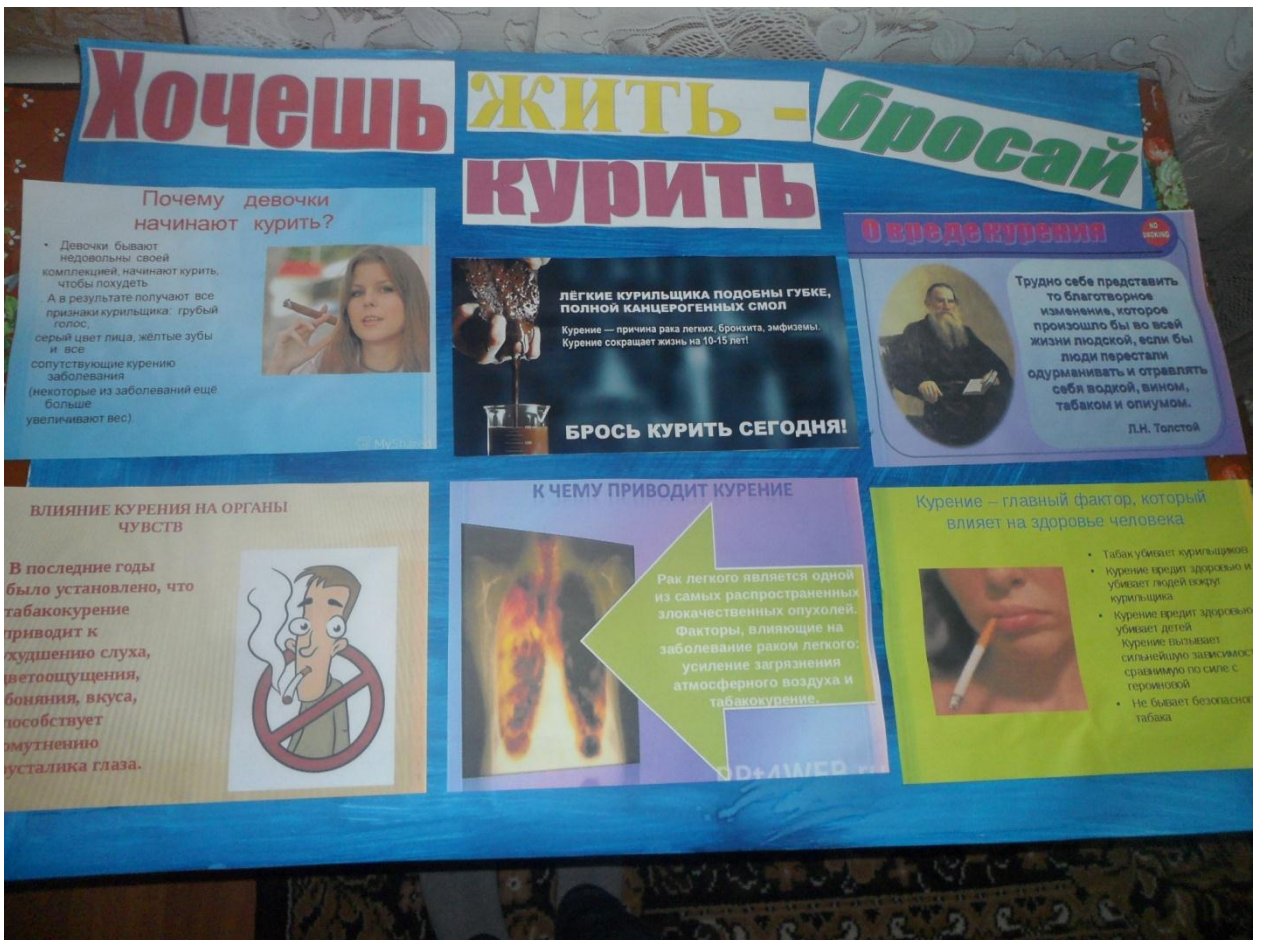 Хочешь жить - бросай
курить
Почему девочки
начинают курить?
• Девочки бывают
недовольны своей
комплекцией, начинают курить,
чтобы похудеть.
А в результате получают все
признаки курильщика: грубый
голос,
серый цвет лица, жёлтые зубы
и все
сопутствующие курению
заболевания
(некоторые из заболеваний ещё
больше
увеличивают вес)
MyShared
ЛЁГКИЕ КУРИЛЬЩИКА ПОДОБНЫ ГУБКЕ,
ПОЛНОЙ КАНЦЕРОГЕННЫХ СМОЛ
Курение — причина рака легких, бронхита, эмфиземы.
Курение сокращает жизнь на 10-15 лет!
БРОСЬ КУРИТЬ СЕГОДНЯ!
О вреде курения
NO
SMOKING
Трудно себе представить
то благотворное
изменение, которое
произошло бы во всей
жизни людской, если бы
люди перестали
одурманивать и отравлять
себя водкой, вином,
табаком и опиумом.
Л.Н. Толстой
ВЛИЯНИЕ КУРЕНИЯ НА ОРГАНЫ
ЧУВСТВ
В последние годы
было установлено, что
табакокурение
приводит к
ухудшению слуха,
цветоощущения,
боняния, вкуса,
пособствует
омутнению
русталика глаза.
К ЧЕМУ ПРИВОДИТ КУРЕНИЕ
Рак легкого является одной
из самых распространенных
злокачественных опухолей.
Факторы, влияющие на
заболевание раком легкого:
усиление загрязнения
атмосферного воздуха и
табакокурение.
Курение – главный фактор, который
влияет на здоровье человека
• Табак убивает курильщиков
• Курение вредит здоровью и
убивает людей вокруг
курильщика
• Курение вредит здоровью
убивает детей
Курение вызывает
сильнейшую зависимост
сравнимую по силе с
героиновой
• Не бывает безопасног
табака